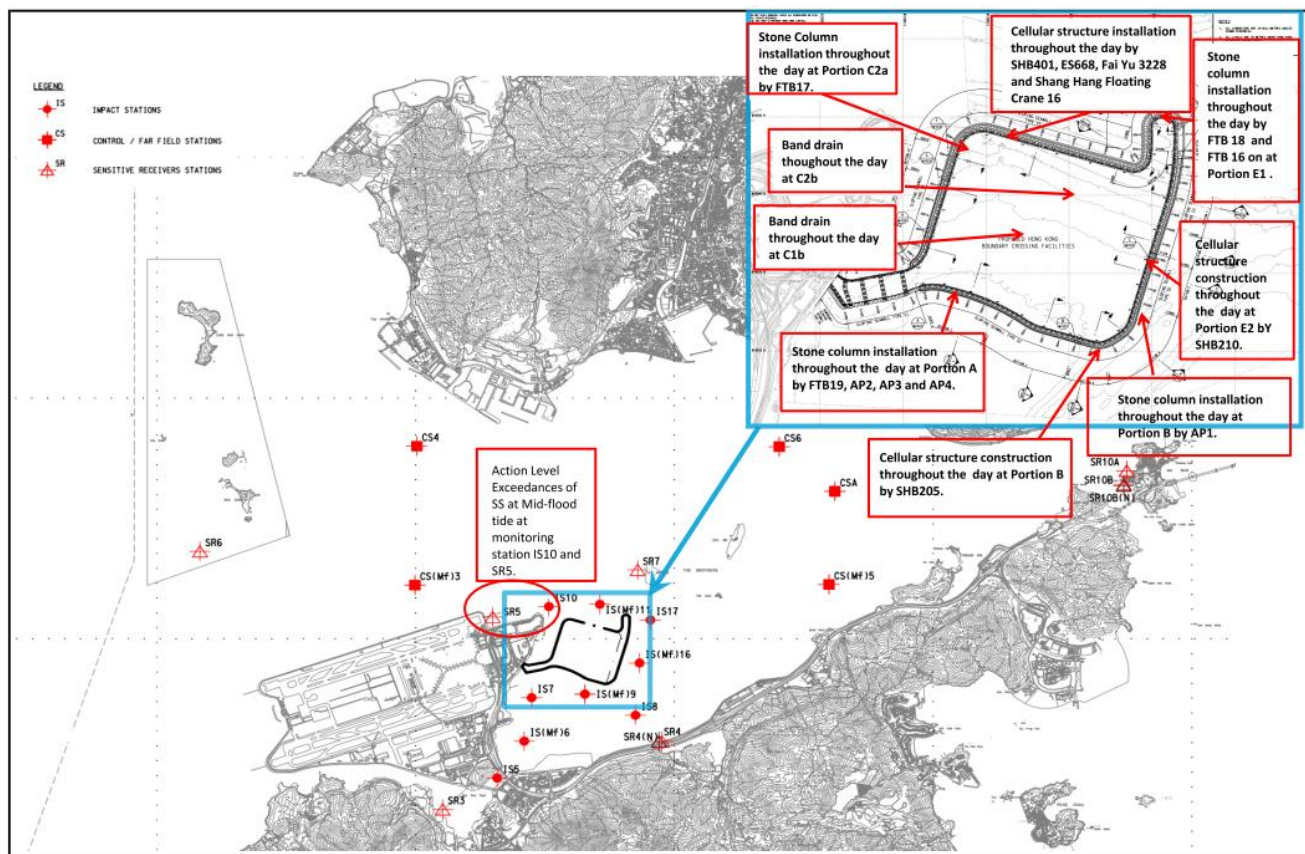 LEGEND
IS
IMPACT STATIONS
CS
CONTROL / FAR FIELD STATIONS
SR
SENSITIVE RECEIVERS STATIONS
Stone Column
installation throughout
the day at Portion C2a
by FTB17.
Cellular structure installation
throughout the day by
SHB401, ES668, Fai Yu 3228
and Shang Hang Floating
Crane 16
Stone
column
installation
throughout
the day by
FTB 18 and
FTB 16 on at
Portion E1 .
Band drain
thoughout the day
at C2b
Band drain
throughout the day
at C1b
PROPOSED HONG KONG
BOUNDARY CROSSING FACILITIES
Cellular
structure
construction
throughout
the day at
Portion E2 bY
SHB210.
Stone column installation
throughout the day at Portion A
by FTB19, AP2, AP3 and AP4.
Stone column installation
throughout the day at
Portion B by AP1.
Cellular structure construction
throughout the day at Portion B
by SHB205.
Action Level
Exceedances of
SS at Mid-flood
tide at
monitoring
station IS10 and
SR5.
CS4
CS6
CSA
SR10A
SR10B
SR10B(N)
SR6
CS(Mf)3
SR7
THE BROTHERS
CS(Mf)5
SR5
IS10
IS(Mf)11
IS17
IS(Mf)16
IS7
IS(Mf)9
IS8
IS(Mf)6
SR4(N)
SR4
IS5
SR3